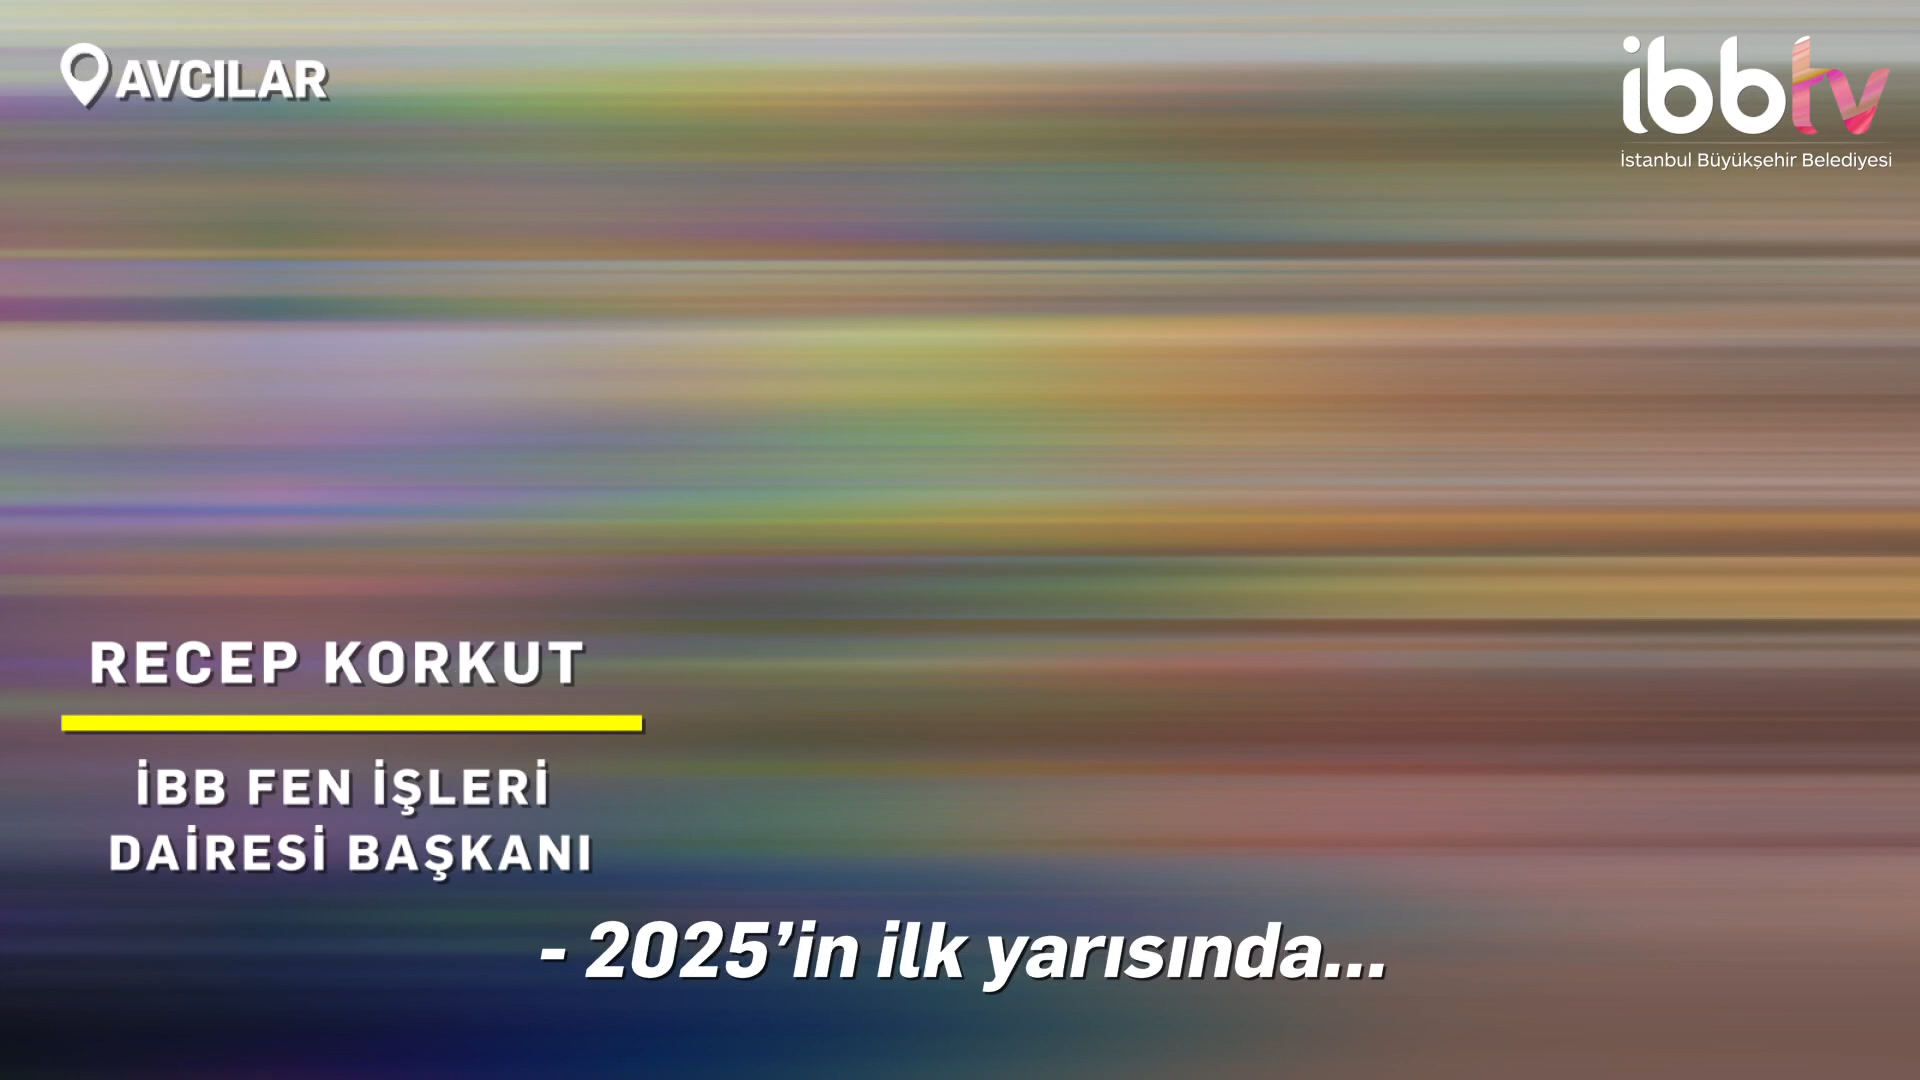 AVCILAR
ibbtv
İstanbul Büyükşehir Belediyesi
RECEP KORKUT
İBB FEN İŞLERİ
DAİRESİ BAŞKANI
- 2025’in ilk yarısında...